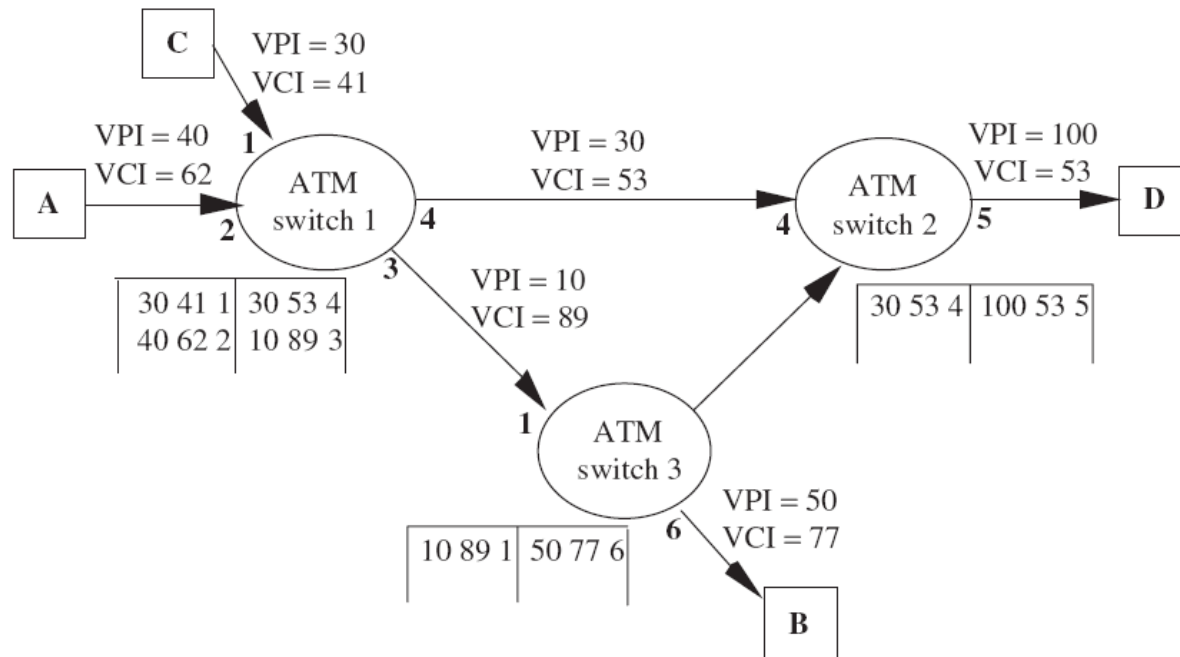 C
VPI = 30
VCI = 41
1
VPI = 40
VCI = 62
A
2
ATM
switch 1
4
3
VPI = 30
VCI = 53
4
ATM
switch 2
5
VPI = 100
VCI = 53
D
30 41 1 30 53 4
40 62 2 10 89 3
VPI = 10
VCI = 89
30 53 4 100 53 5
1
ATM
switch 3
6
10 89 1 50 77 6
VPI = 50
VCI = 77
B